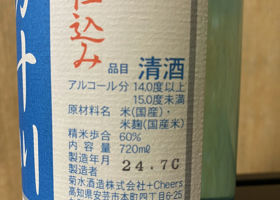 仕込み
品目 清酒
アルコール分 14.0度以上
15.0度未満
原材料名 米(国産)・
米麹(国産米)
精米歩合 60%
内容量 720ml
製造年月 24.7C
製造者
菊水酒造株式会社+Cheers
高知県安芸市本町四丁目6-25